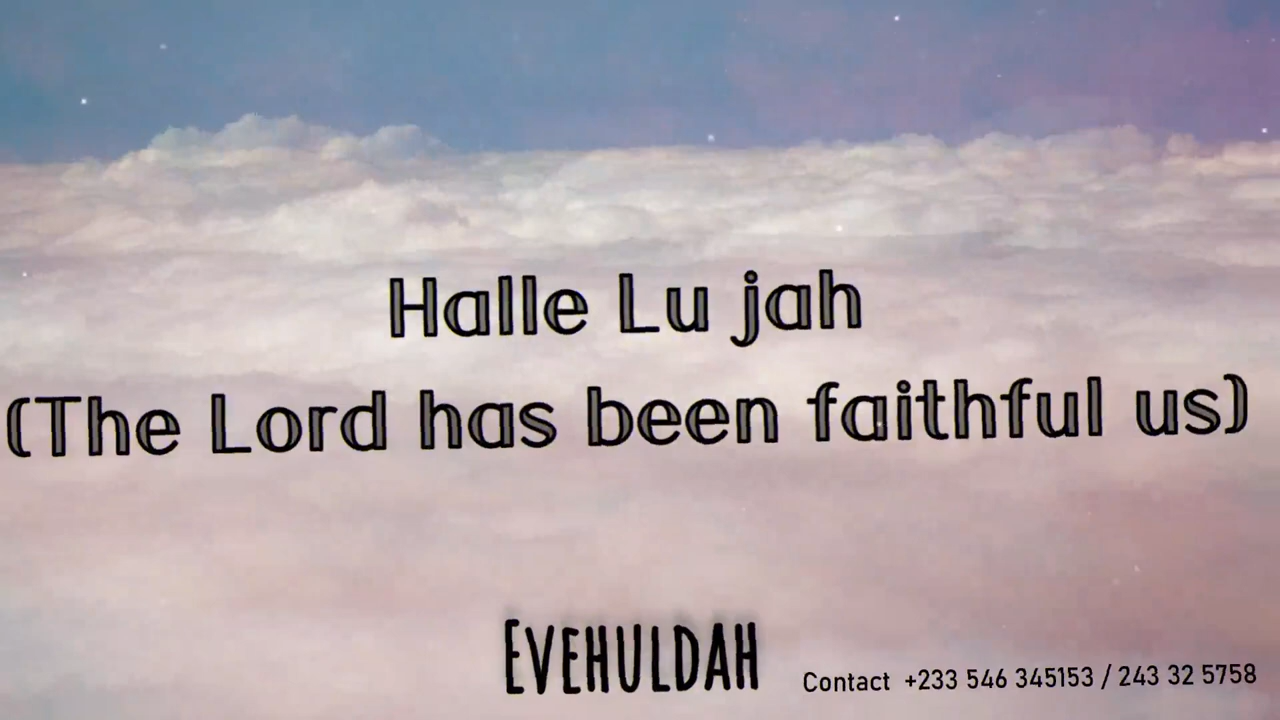 Halle Lu jah
(The Lord has been faithful us)
EVEHULDAH
Contact +233 546 345153 / 243 32 5758